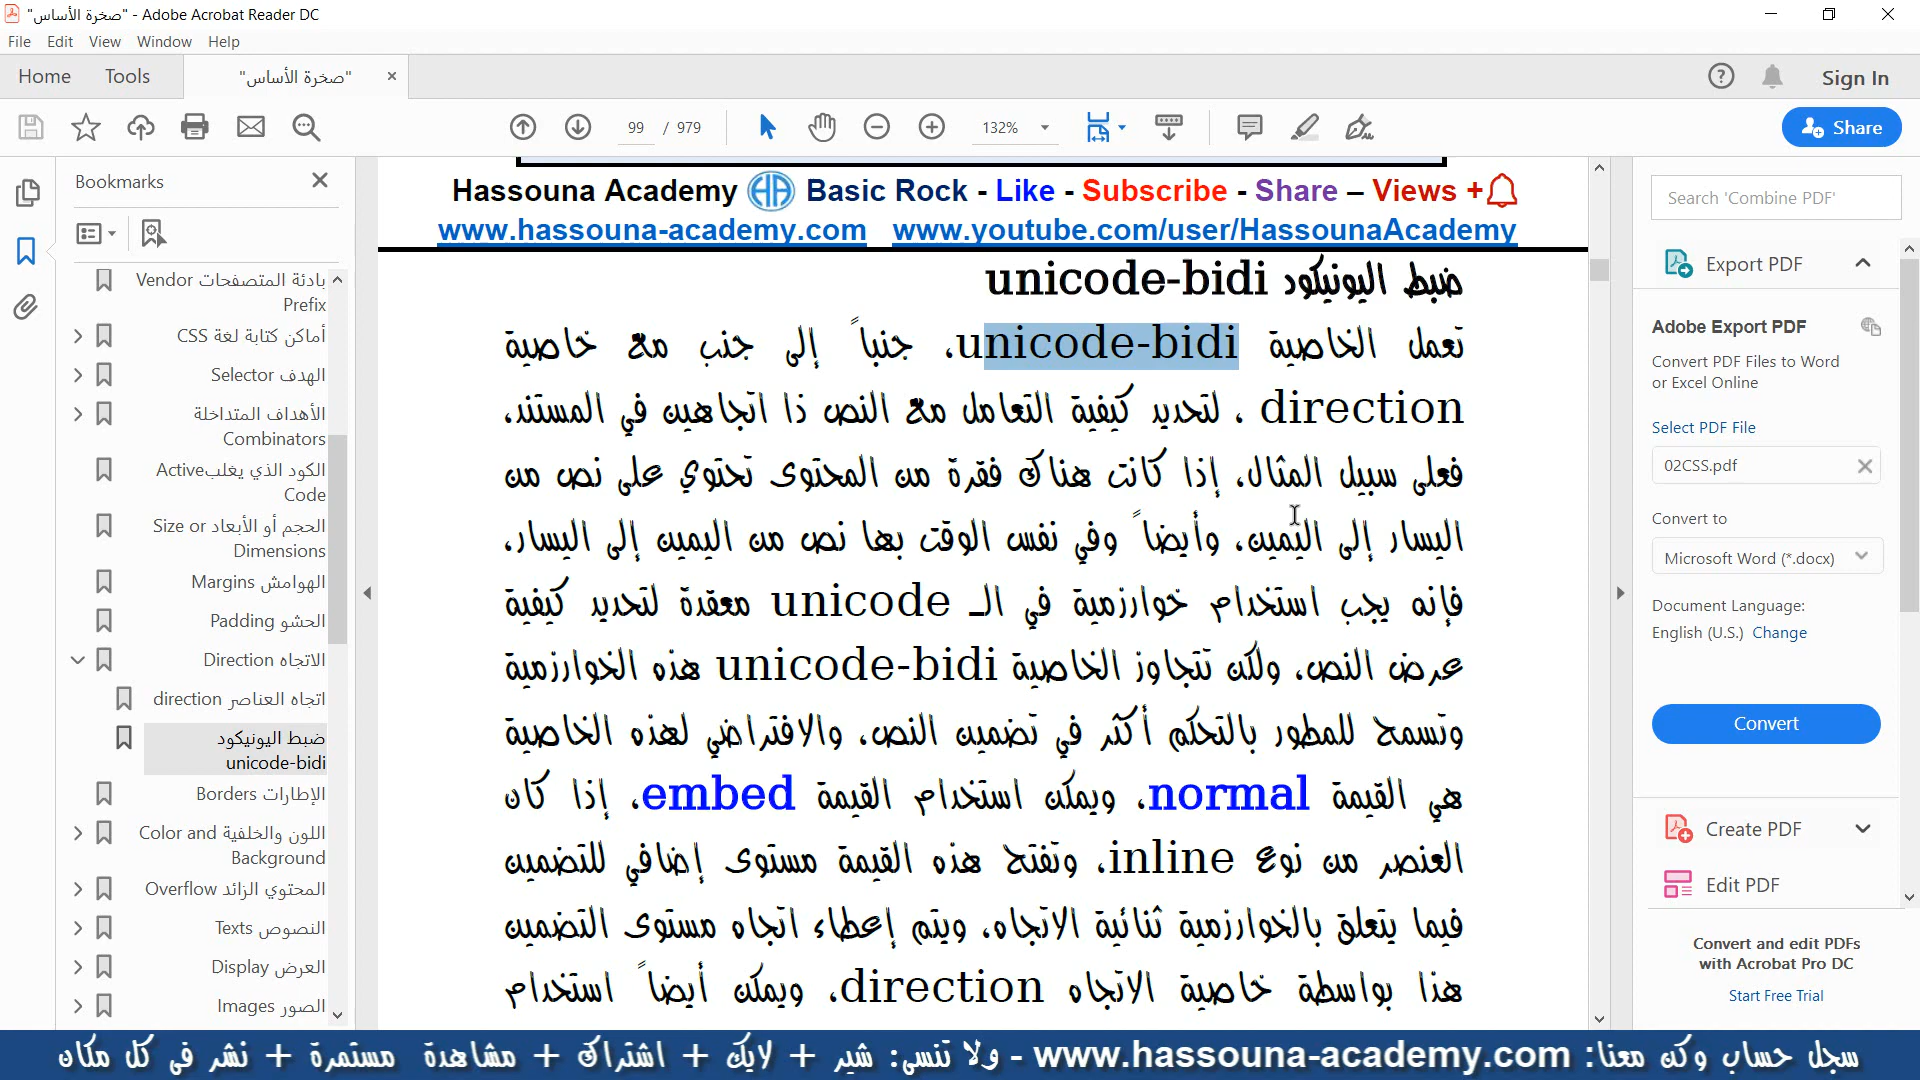 "صخرة الأساس" - Adobe Acrobat Reader DC
File Edit View Window Help
Home Tools "صخرة الأساس" × Sign In
99 / 979 132% Share
Bookmarks
بادئة المتصفحات Vendor
Prefix
أماكن كتابة لغة CSS
الهدف Selector
الأهداف المتداخلة
Combinators
الكود الذي يغلب Active
Code
الحجم أو الأبعاد Size or
Dimensions
الهوامش Margins
الحشو Padding
الاتجاه Direction
اتجاه العناصر direction
ضبط اليونيكود
unicode-bidi
الإطارات Borders
اللون والخلفية Color and
Background
المحتوي الزائد Overflow
النصوص Texts
العرض Display
الصور Images
Hassouna Academy HA Basic Rock - Like - Subscribe - Share – Views +
www.hassouna-academy.com www.youtube.com/user/HassounaAcademy
ضبط اليونيكود unicode-bidi
تعمل الخاصية unicode-bidi، جنباً إلى جنب مع خاصية
direction ، لتحديد كيفية التعامل مع النص ذا اتجاهين في المستند،
فعلى سبيل المثال، إذا كانت هناك فقرة من المحتوى تحتوي على نص من
اليسار إلى اليمين، وأيضاً وفي نفس الوقت بها نص من اليمين إلى اليسار،
فإنه يجب استخدام خوارزمية في الـ unicode معقدة لتحديد كيفية
عرض النص، ولكن تتجاوز الخاصية unicode-bidi هذه الخوارزمية
وتسمح للمطور بالتحكم أكثر في تضمين النص، والافتراضي لهذه الخاصية
هي القيمة normal، ويمكن استخدام القيمة embed، إذا كان
العنصر من نوع inline، وتفتح هذه القيمة مستوى إضافي للتضمين
فيما يتعلق بالخوارزمية ثنائية الاتجاه، ويتم إعطاء اتجاه مستوى التضمين
هذا بواسطة خاصية الاتجاه direction، ويمكن أيضاً استخدام
Search 'Combine PDF'
Export PDF
Adobe Export PDF
Convert PDF Files to Word
or Excel Online
Select PDF File
02CSS.pdf
Convert to
Microsoft Word (*.docx)
Document Language:
English (U.S.) Change
Convert
Create PDF
Edit PDF
Convert and edit PDFs
with Acrobat Pro DC
Start Free Trial
سجل حساب وكن معنا: www.hassouna-academy.com - ولا تنسى: شير + لايك + اشتراك + مشاهدة مستمرة + نشر في كل مكان